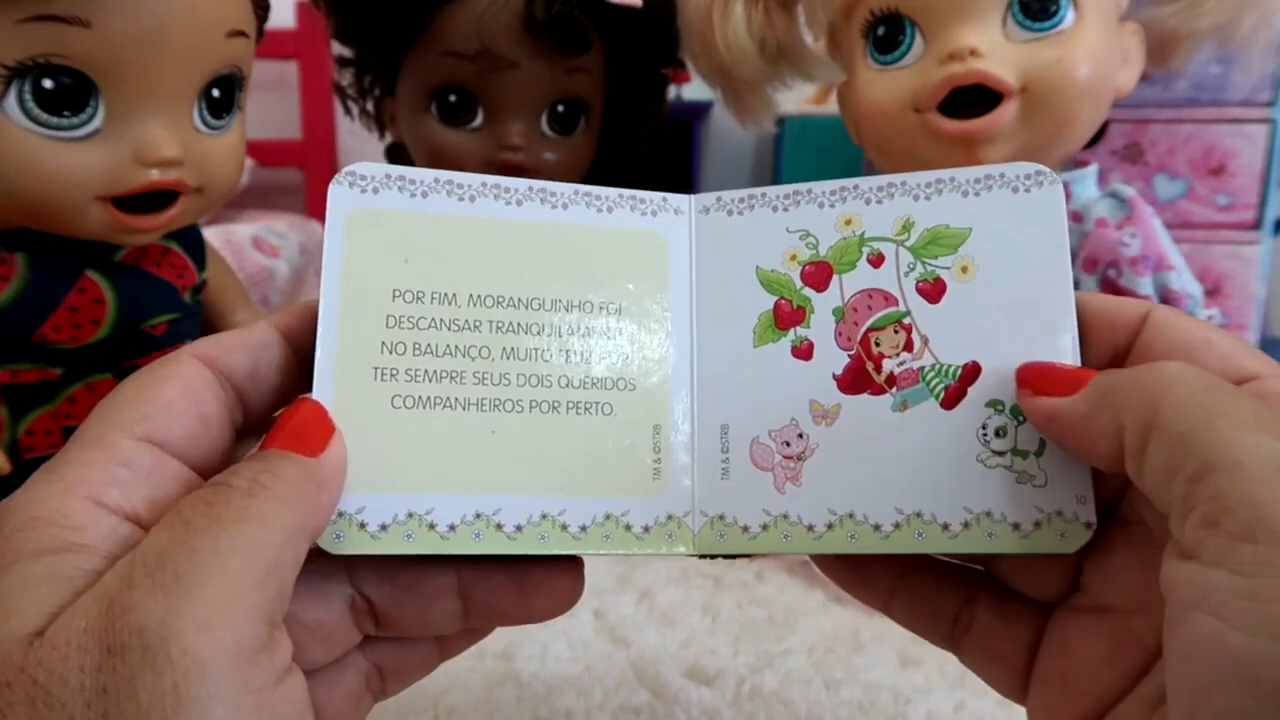 POR FIM, MORANGUINHO FOI
DESCANSAR TRANQUILAMENTE
NO BALANÇO, MUITO FELIZ POR
TER SEMPRE SEUS DOIS QUERIDOS
COMPANHEIROS POR PERTO.
TM & ©STRB
TM & ©STRB
10